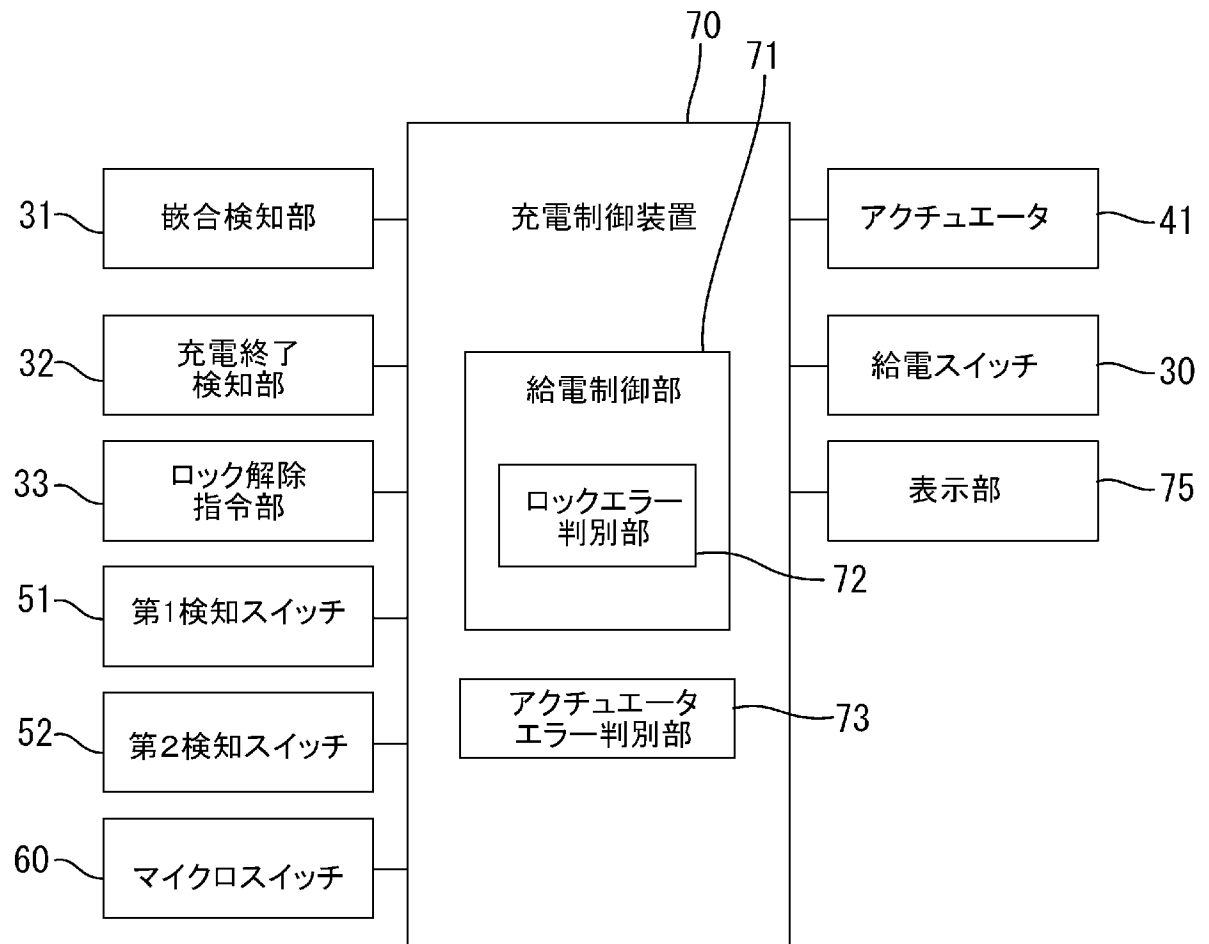 70
71
31
嵌合検知部
充電制御装置
アクチュエータ
41
32
充電終了
検知部
給電制御部
給電スイッチ
30
33
ロック解除
指令部
ロックエラー
判別部
72
表示部
75
51
第1検知スイッチ
52
第2検知スイッチ
アクチュエータ
エラー判別部
73
60
マイクロスイッチ